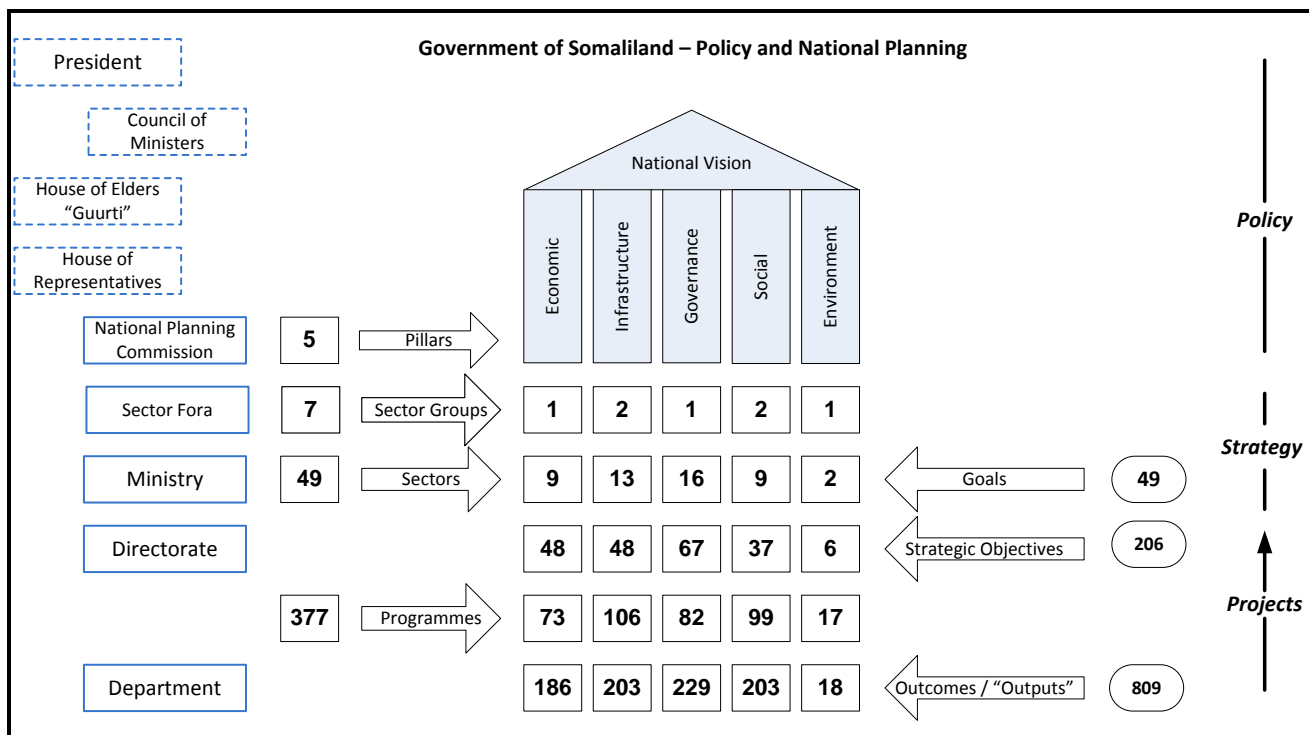 Government of Somaliland – Policy and National Planning
President
Council of
Ministers
House of Elders
“Guurti”
House of
Representatives
National Vision
Economic
Infrastructure
Governance
Social
Environment
Policy
National Planning
Commission
5
Pillars
Sector Fora
7
Sector Groups
1
2
1
2
1
Strategy
Ministry
49
Sectors
9
13
16
9
2
Goals
49
Directorate
48
48
67
37
6
Strategic Objectives
206
377
Programmes
73
106
82
99
17
Projects
Department
186
203
229
203
18
Outcomes / “Outputs”
809